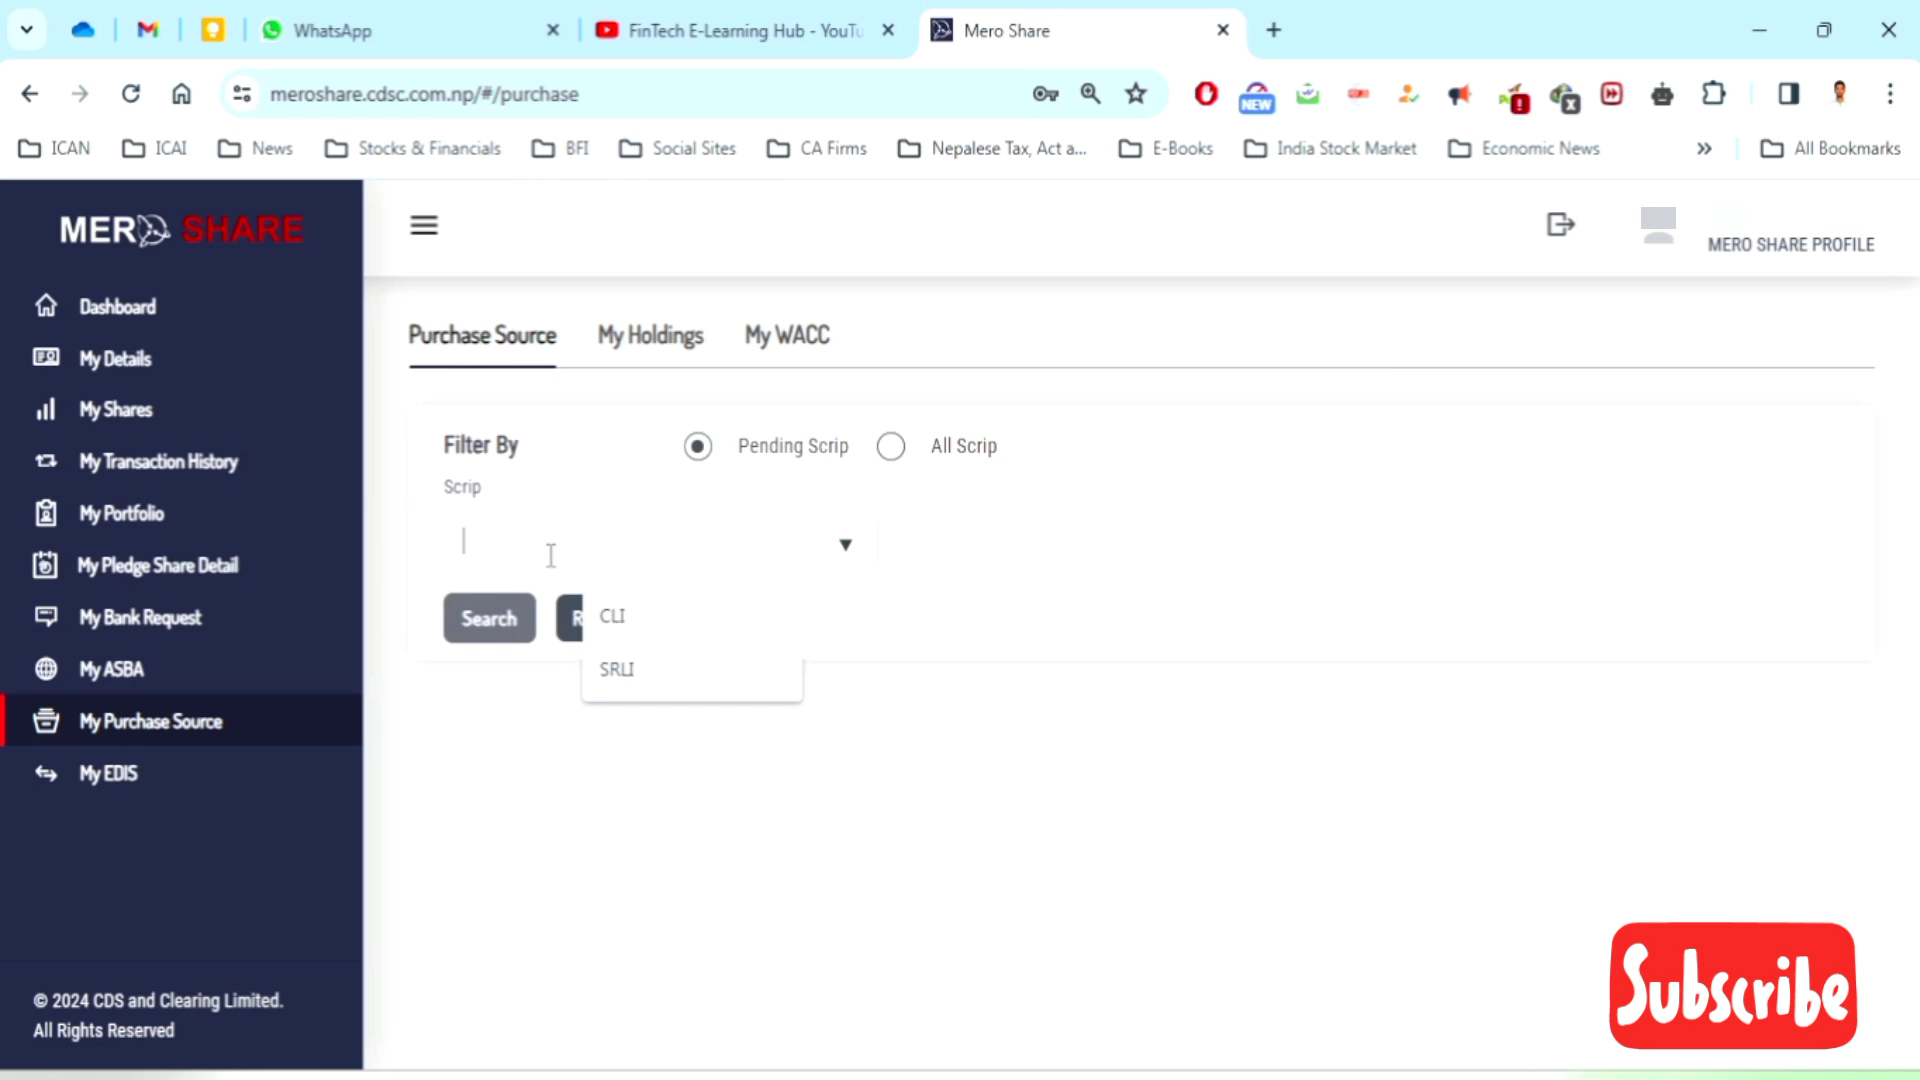 WhatsApp
FinTech E-Learning Hub - YouTu
Mero Share
meroshare.cdsc.com.np/#/purchase
NEW
ICAN
ICAI
News
Stocks & Financials
BFI
Social Sites
CA Firms
Nepalese Tax, Act a...
E-Books
India Stock Market
Economic News
All Bookmarks
MERO SHARE
MERO SHARE PROFILE
Dashboard
My Details
My Shares
My Transaction History
My Portfolio
My Pledge Share Detail
My Bank Request
My ASBA
My Purchase Source
My EDIS
© 2024 CDS and Clearing Limited.
All Rights Reserved
Purchase Source
My Holdings
My WACC
Filter By
Pending Scrip
All Scrip
Scrip
Search
R
CLI
SRLI
Subscribe